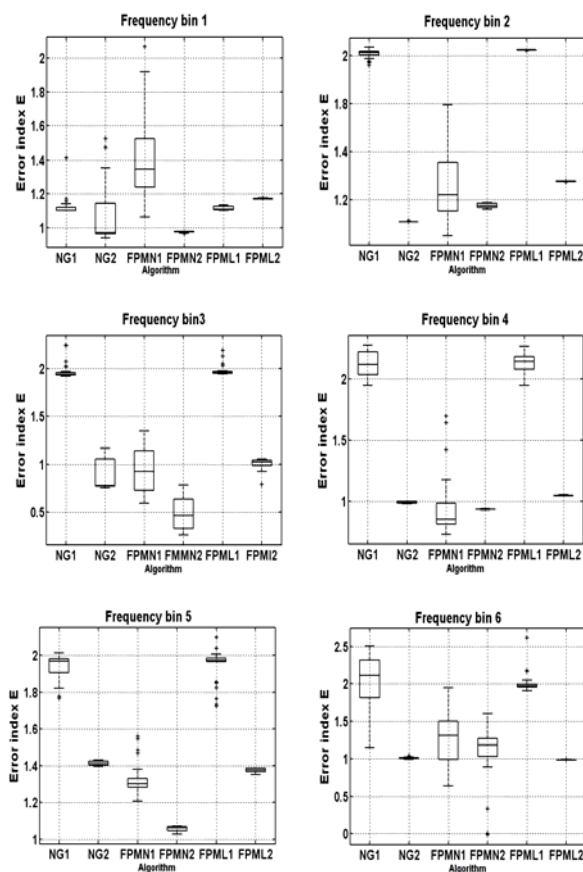 Frequency bin 1
Error index E
2
1.8
1.6
1.4
1.2
1
NG1 NG2 FPMN1 FPMN2 FPML1 FPML2
Algorithm
Frequency bin 2
Error index E
2
1.8
1.6
1.4
1.2
NG1 NG2 FPMN1 FPMN2 FPML1 FPML2
Algorithm
Frequency bin3
Error index E
2
1.5
1
0.5
NG1 NG2 FPMN1 FMMN2 FPML1 FPMI2
Algorithm
Frequency bin 4
Error index E
2
1.5
1
NG1 NG2 FPMN1 FPMN2 FPML1 FPML2
Algorithm
Frequency bin 5
Error index E
2
1.8
1.6
1.4
1.2
1
NG1 NG2 FPMN1 FPMN2 FPML1 FPML2
Algorithm
Frequency bin 6
Error index E
2.5
2
1.5
1
0.5
0
NG1 NG2 FPMN1 FPMN2 FPML1 FPML2
Algorithm